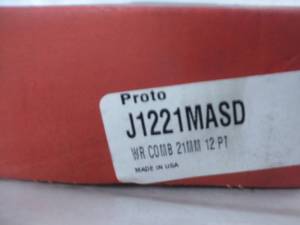 Proto
J1221MASD
WR COMB 21MM 12 PT
MADE IN USA